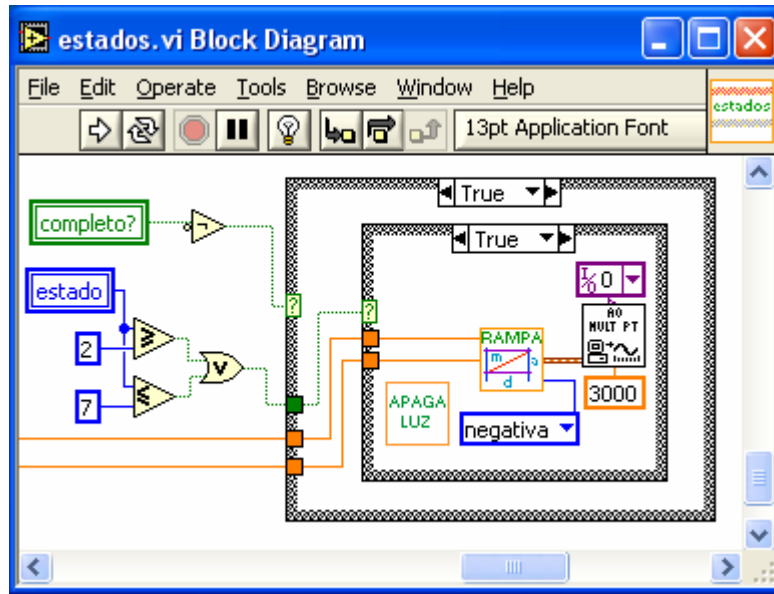 estados.vi Block Diagram
File Edit Operate Tools Browse Window Help
estados
13pt Application Font
True
completo?
True
I/O 0
estado
?
?
AO
MULT PT
RAMPA
2
≥
m a
d
V
≤
3000
7
APAGA
LUZ
negativa